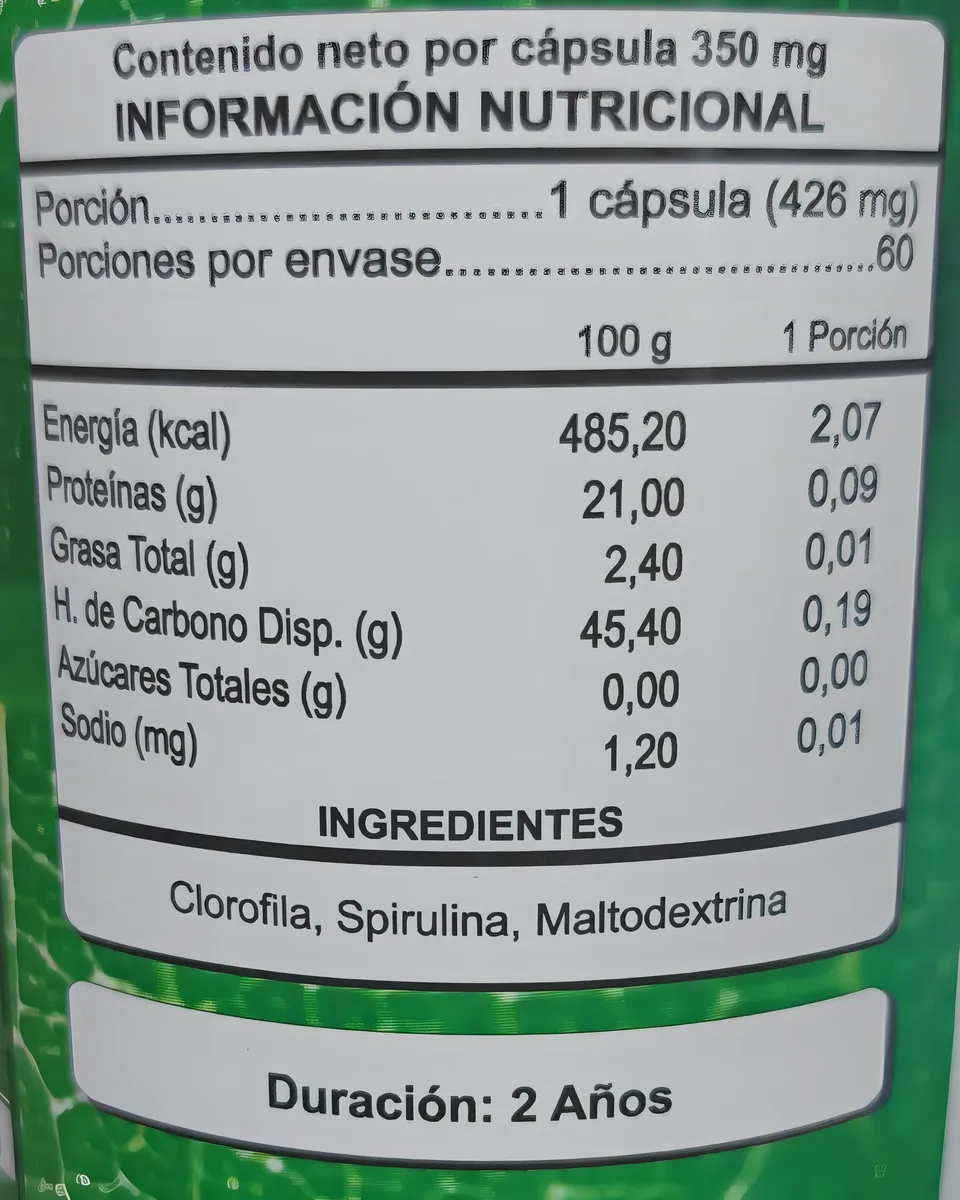 Contenido neto por cápsula 350 mg
INFORMACIÓN NUTRICIONAL
Porción..........................................1 cápsula (426 mg)
Porciones por envase..............................................60
100 g 1 Porción
Energía (kcal) 485,20 2,07
Proteínas (g) 21,00 0,09
Grasa Total (g) 2,40 0,01
H. de Carbono Disp. (g) 45,40 0,19
Azúcares Totales (g) 0,00 0,00
Sodio (mg) 1,20 0,01
INGREDIENTES
Clorofila, Spirulina, Maltodextrina
Duración: 2 Años